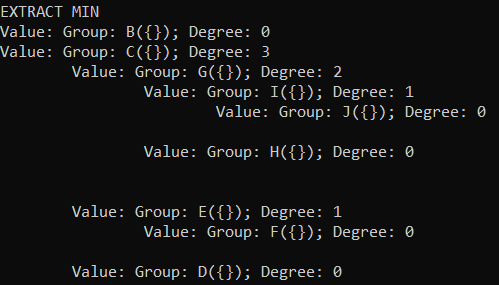 EXTRACT MIN
Value: Group: B({}); Degree: 0
Value: Group: C({}); Degree: 3
Value: Group: G({}); Degree: 2
Value: Group: I({}); Degree: 1
Value: Group: J({}); Degree: 0
Value: Group: H({}); Degree: 0
Value: Group: E({}); Degree: 1
Value: Group: F({}); Degree: 0
Value: Group: D({}); Degree: 0